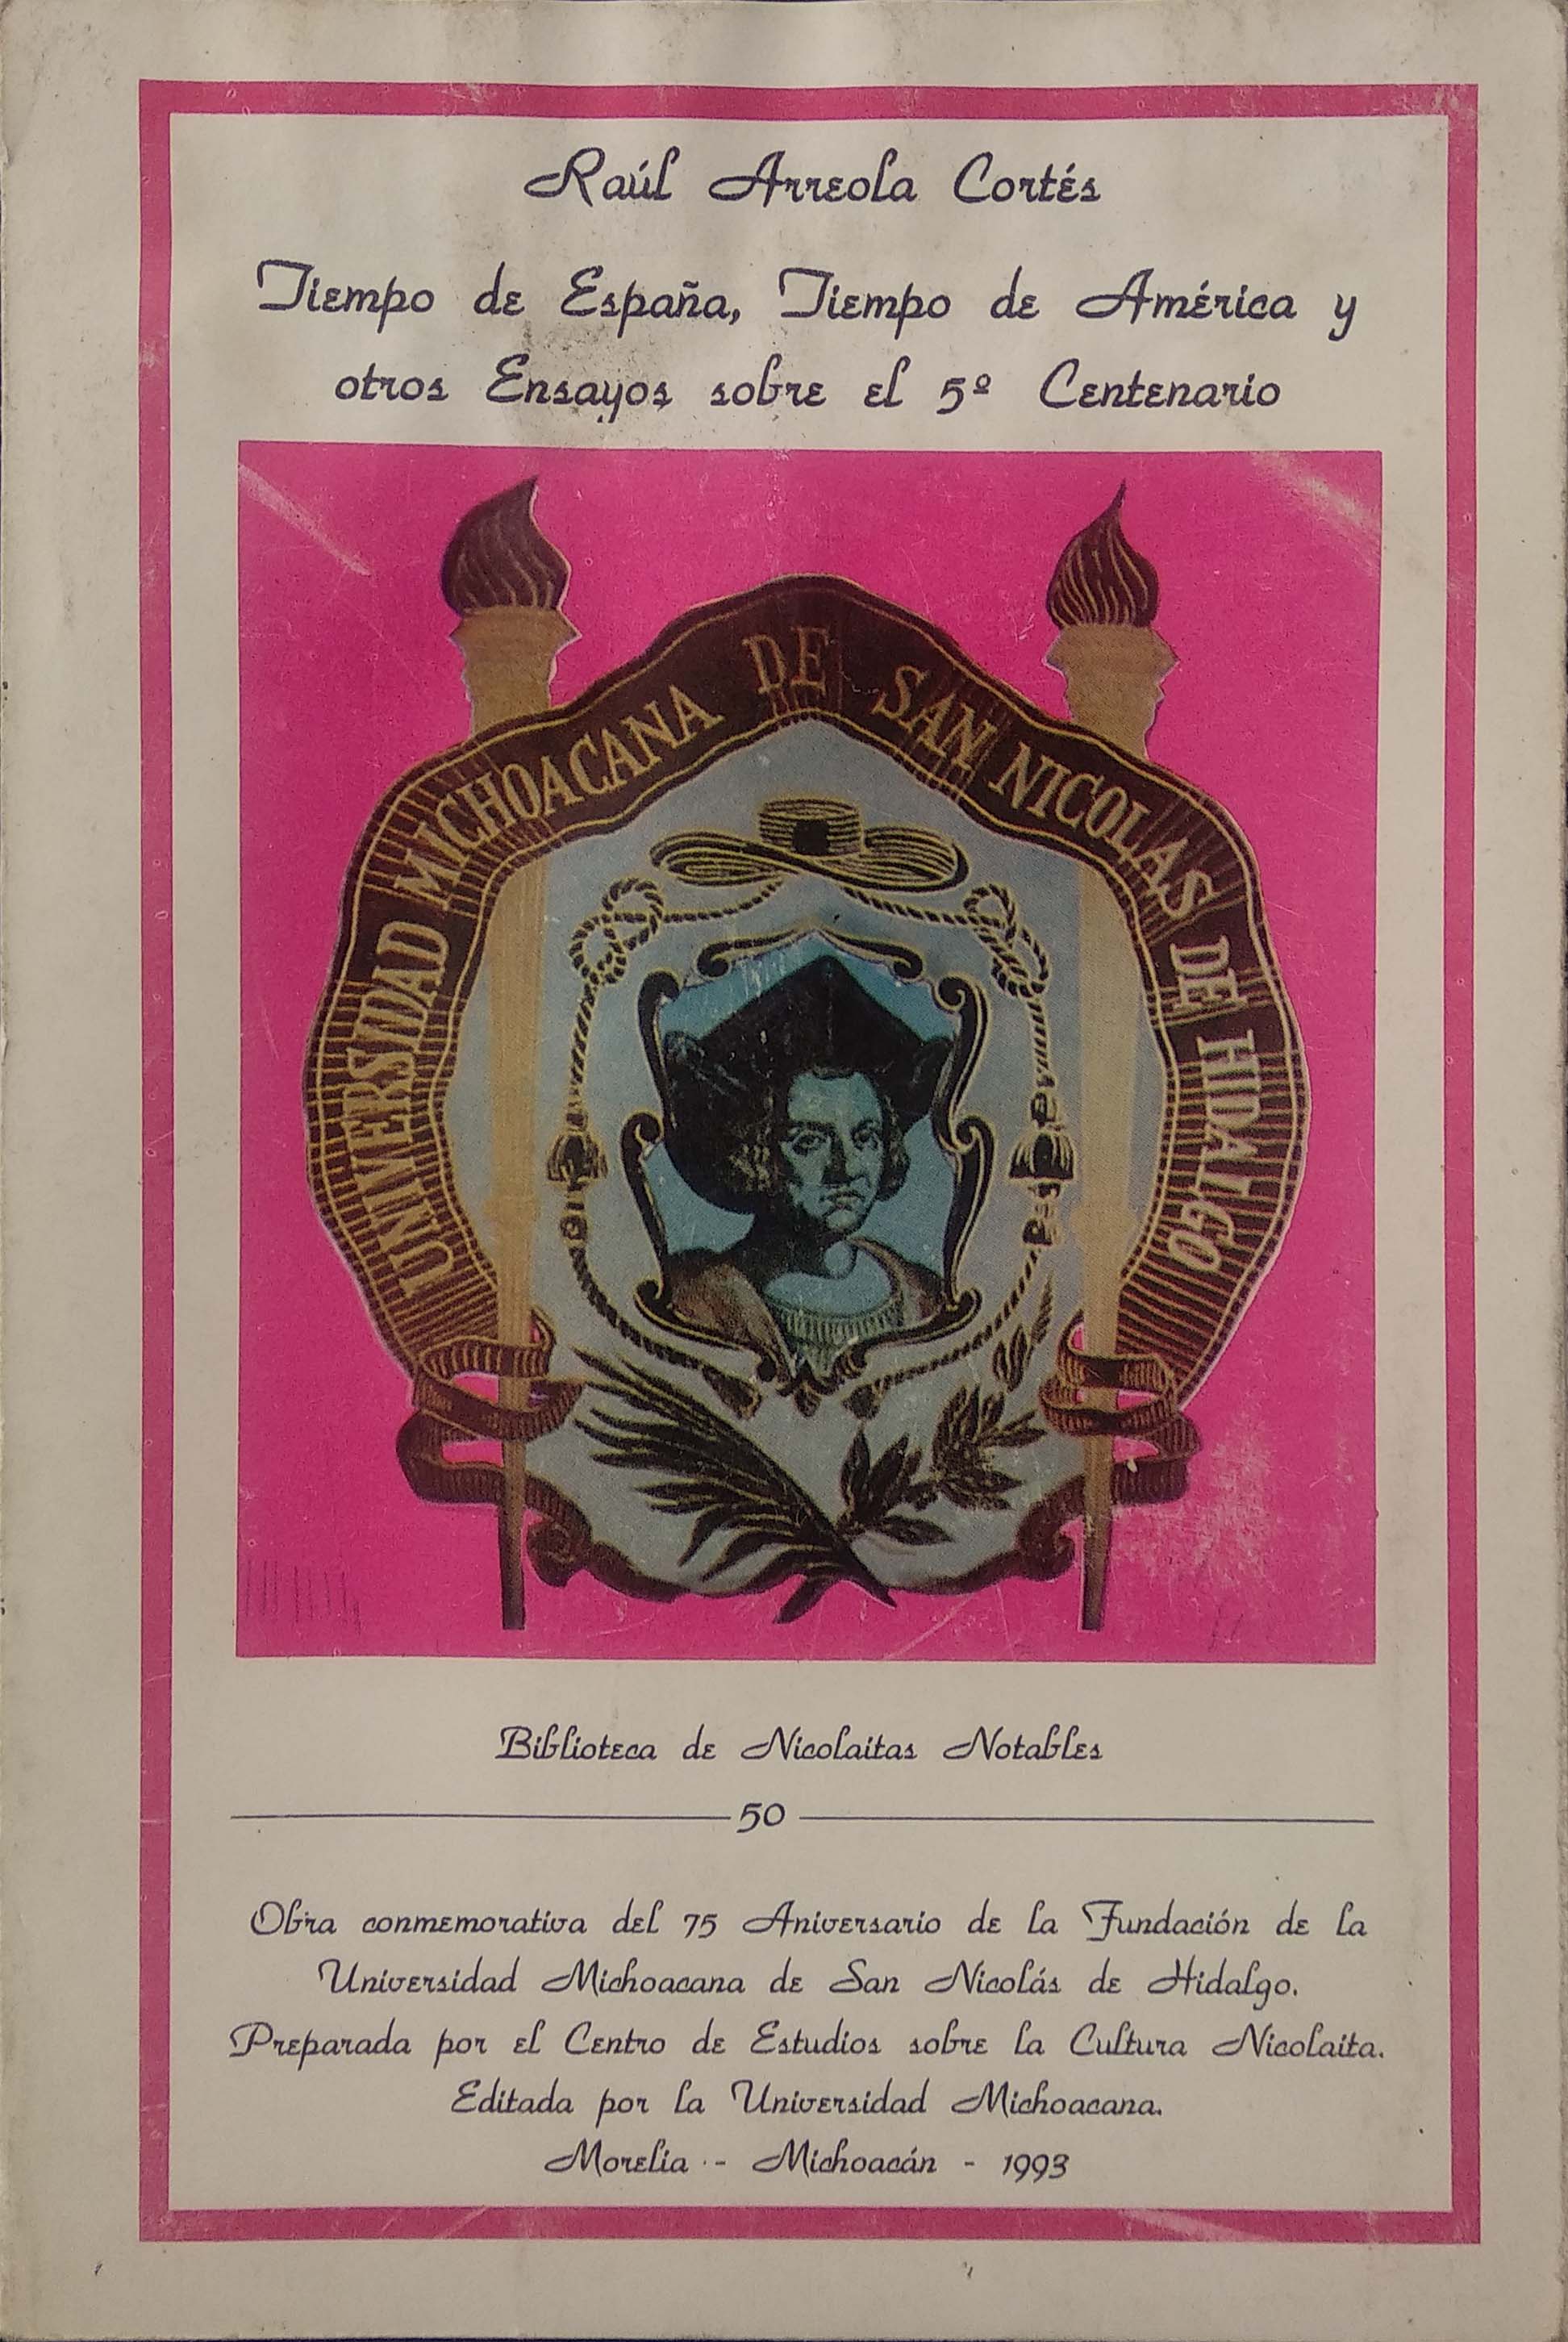 Raúl Arreola Cortés
Tiempo de España, Tiempo de América y
otros Ensayos sobre el 5º Centenario
UNIVERSIDAD MICHOACANA DE SAN NICOLAS DE HIDALGO
Biblioteca de Nicolaitas Notables
50
Obra conmemorativa del 75 Aniversario de la Fundación de la
Universidad Michoacana de San Nicolás de Hidalgo.
Preparada por el Centro de Estudios sobre la Cultura Nicolaita.
Editada por la Universidad Michoacana.
Morelia - Michoacán - 1993